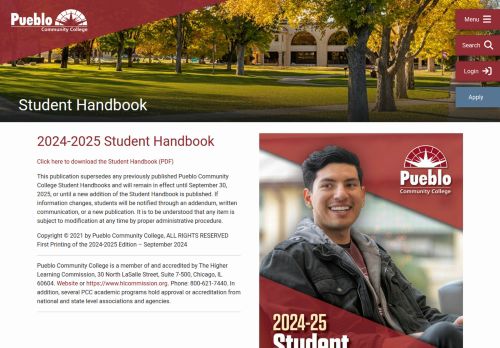 Pueblo
Community College
Menu
Search
Login
Apply
Student Handbook
2024-2025 Student Handbook
Click here to download the Student Handbook (PDF)
This publication supersedes any previously published Pueblo Community
College Student Handbooks and will remain in effect until September 30,
2025, or until a new addition of the Student Handbook is published. If
information changes, students will be notified through an addendum, written
communication, or a new publication. It is to be understood that any item is
subject to modification at any time by proper administrative procedure.
Copyright © 2021 by Pueblo Community College, ALL RIGHTS RESERVED
First Printing of the 2024-2025 Edition – September 2024
Pueblo Community College is a member of and accredited by The Higher
Learning Commission, 30 North LaSalle Street, Suite 7-500, Chicago, IL
60604. Website or https://www.hlcommission.org. Phone: 800-621-7440. In
addition, several PCC academic programs hold approval or accreditation from
national and state level associations and agencies.
Pueblo
Community College
2024-25
Student